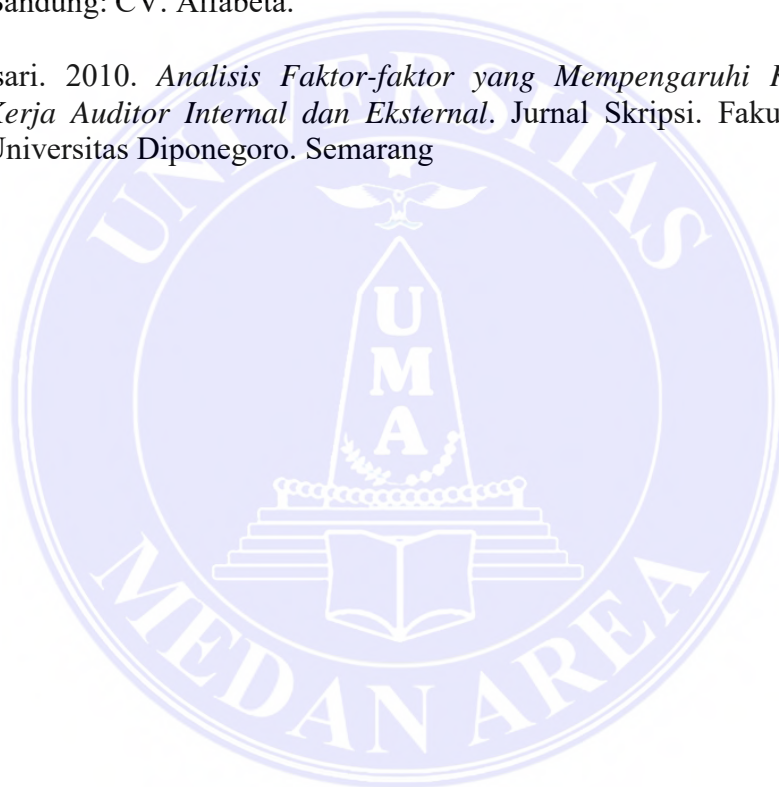 Bandung: CV. Alfabeta.
sari. 2010. Analisis Faktor-faktor yang Mempengaruhi
Kerja Auditor Internal dan Eksternal. Jurnal Skripsi. Faku
Universitas Diponegoro. Semarang
UNIVERSITAS
UMA
MEDAN AREA